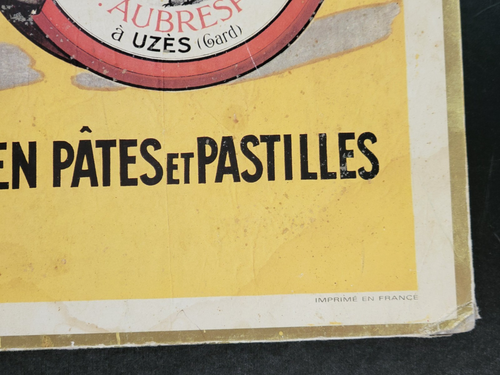 AUBRESP
à UZÈS (Gard)
EN PÂTES ET PASTILLES
IMPRIMÉ EN FRANCE